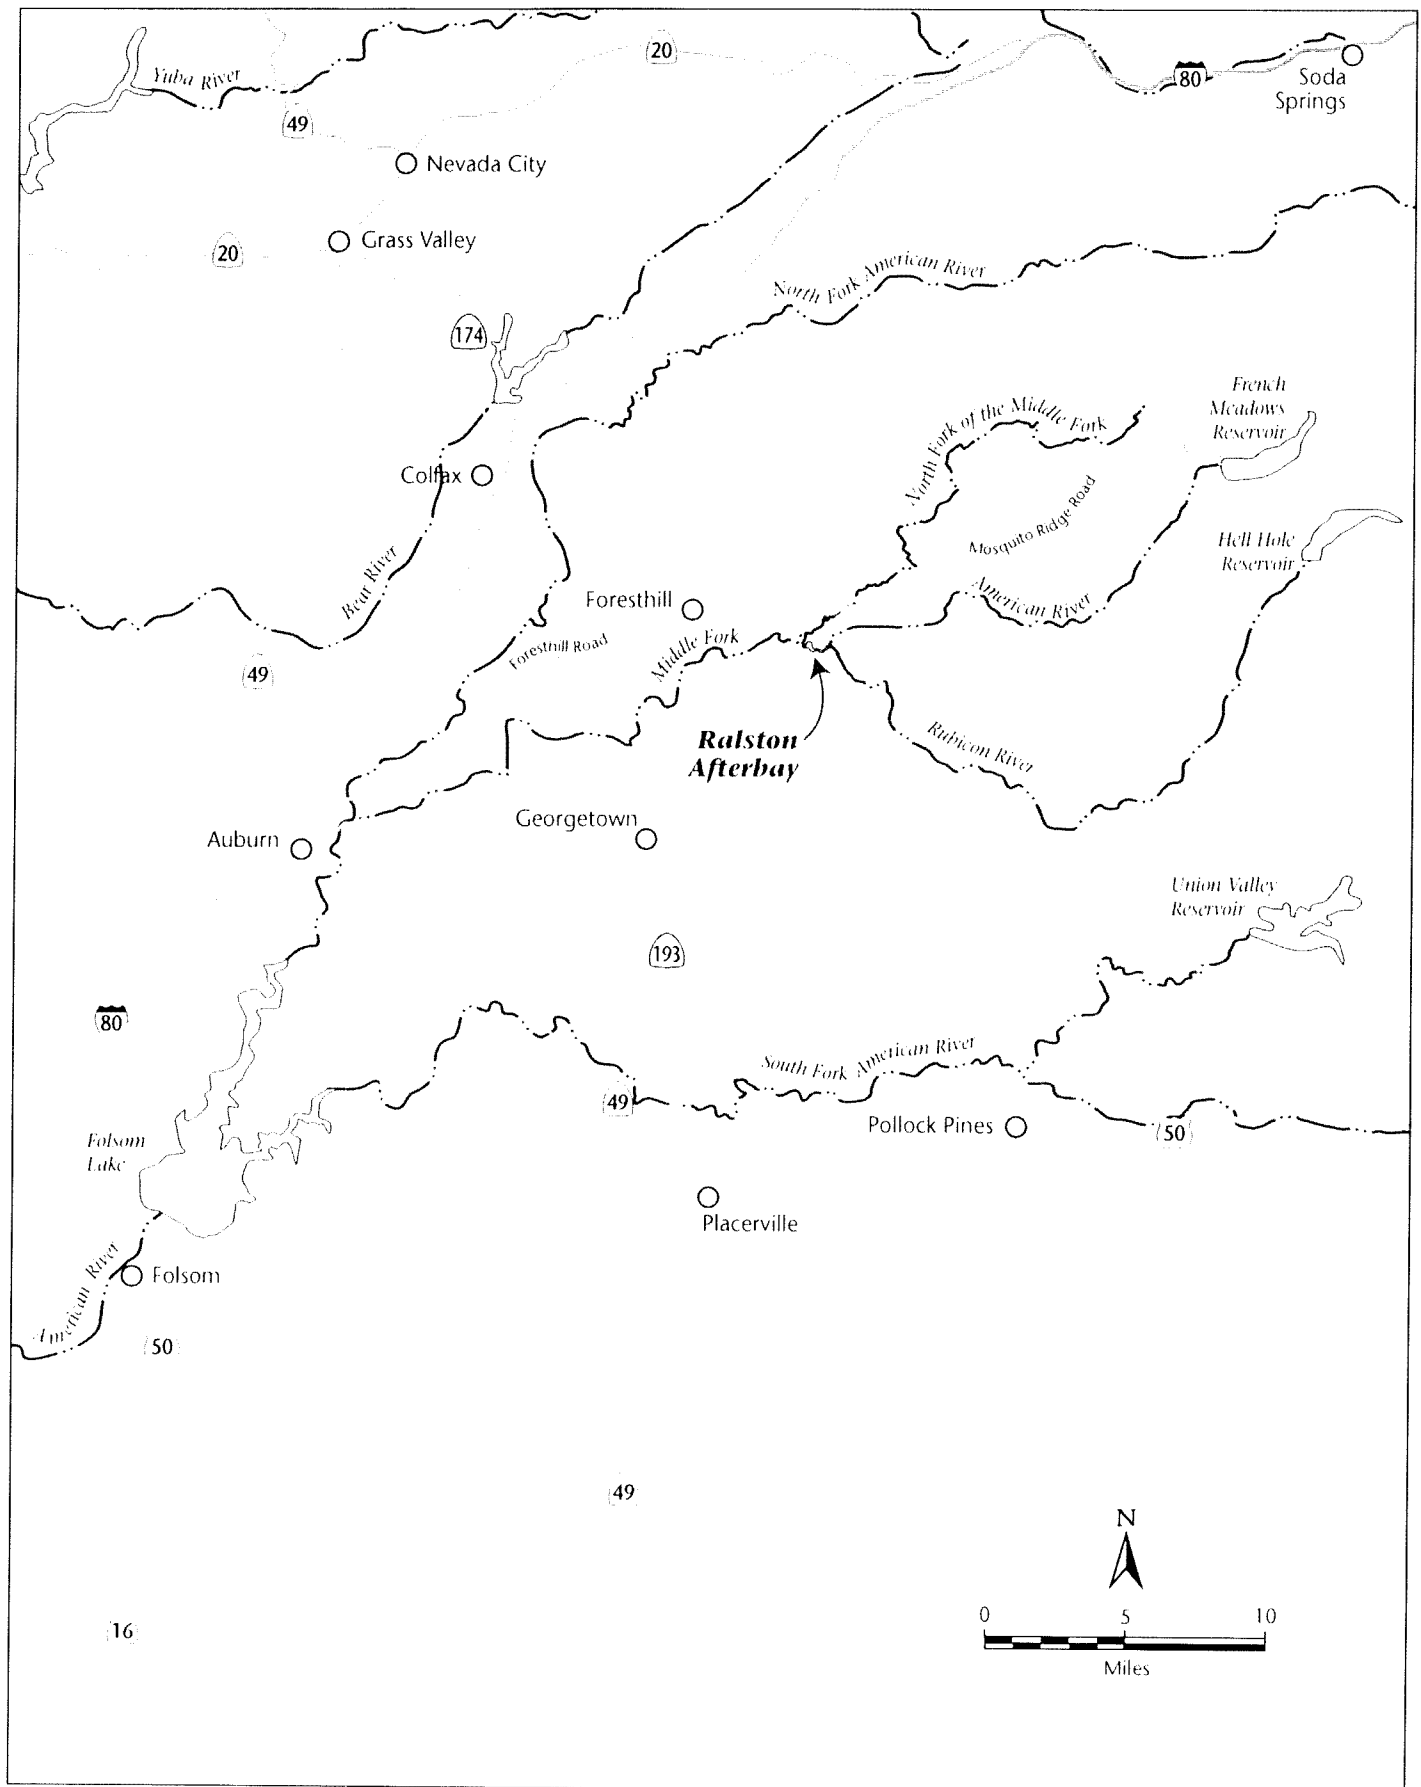 20
80
Soda
Springs
Yuba River
49
Nevada City
Grass Valley
20
North Fork American River
174
French
Meadows
Reservoir
North Fork of the Middle Fork
Colfax
Mosquito Ridge Road
Hell Hole
Reservoir
Bear River
Foresthill
American River
Foresthill Road
Middle Fork
49
Ralston
Afterbay
Rubicon River
Georgetown
Auburn
Union Valley
Reservoir
193
80
South Fork American River
49
Pollock Pines
50
Folsom
Lake
Placerville
American River
Folsom
50
49
N
16
0 5 10
Miles